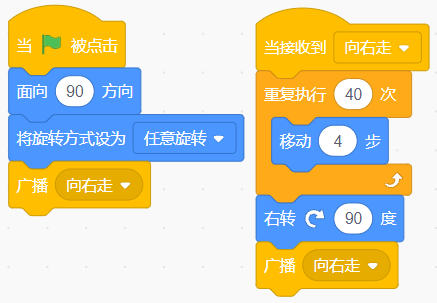 当 被点击
面向 90 方向
将旋转方式设为 任意旋转
广播 向右走
当接收到 向右走
重复执行 40 次
移动 4 步
右转 90 度
广播 向右走